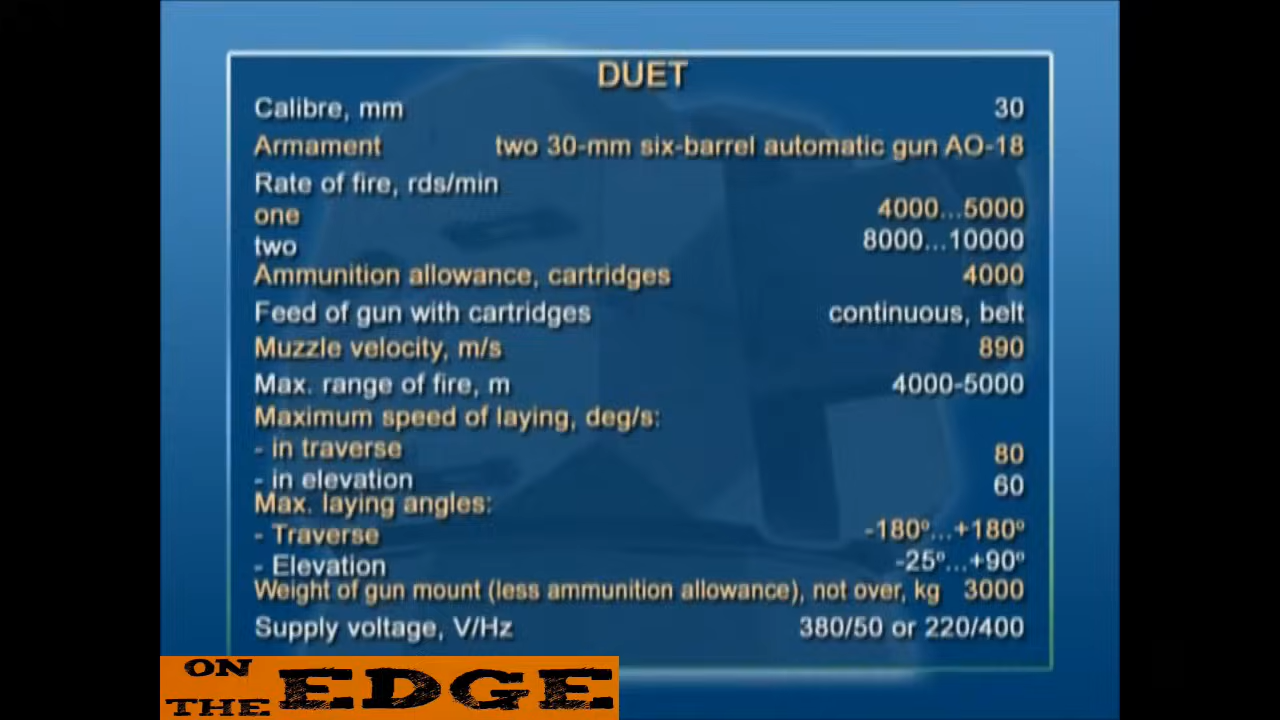 DUET
Calibre, mm 30
Armament two 30-mm six-barrel automatic gun AO-18
Rate of fire, rds/min
one 4000...5000
two 8000...10000
Ammunition allowance, cartridges 4000
Feed of gun with cartridges continuous, belt
Muzzle velocity, m/s 890
Max. range of fire, m 4000-5000
Maximum speed of laying, deg/s:
- in traverse 80
- in elevation 60
Max. laying angles:
- Traverse -180º...+180º
- Elevation -25º...+90º
Weight of gun mount (less ammunition allowance), not over, kg 3000
Supply voltage, V/Hz 380/50 or 220/400
ON THE EDGE